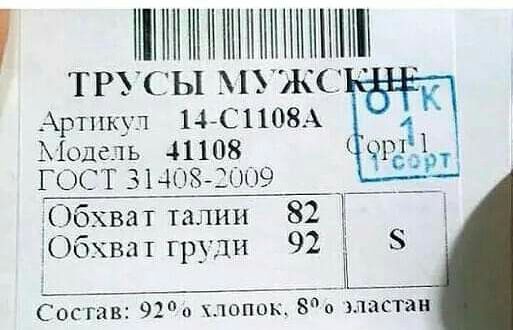 ТРУСЫ МУЖСКИЕ
Артикул 14-С1108А
Модель 41108 Сорт 1
ГОСТ 31408-2009
ОТК
1
1 сорт
Обхват талии 82
Обхват груди 92
S
Состав: 92% хлопок, 8% эластан